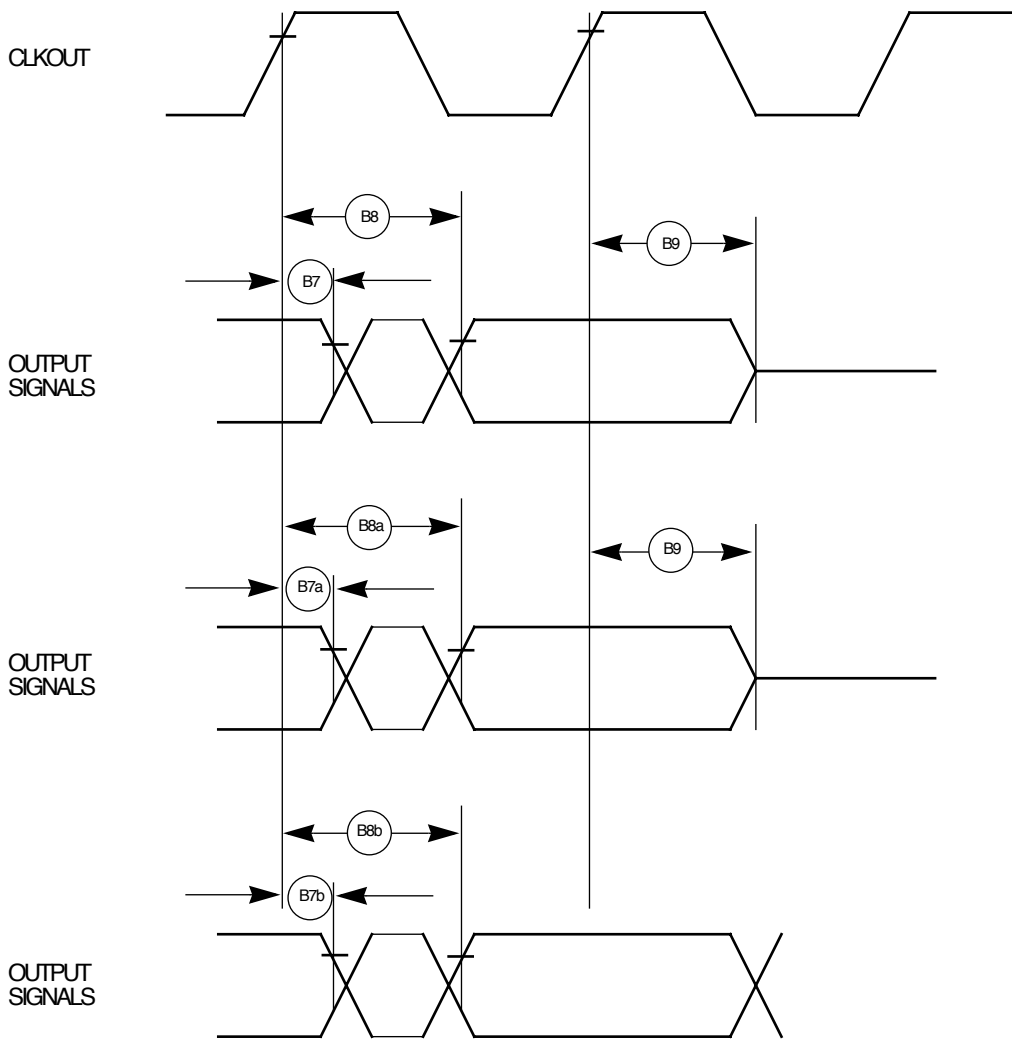 CLKOUT
B8
B9
B7
OUTPUT
SIGNALS
B8a
B9
B7a
OUTPUT
SIGNALS
B8b
B7b
OUTPUT
SIGNALS